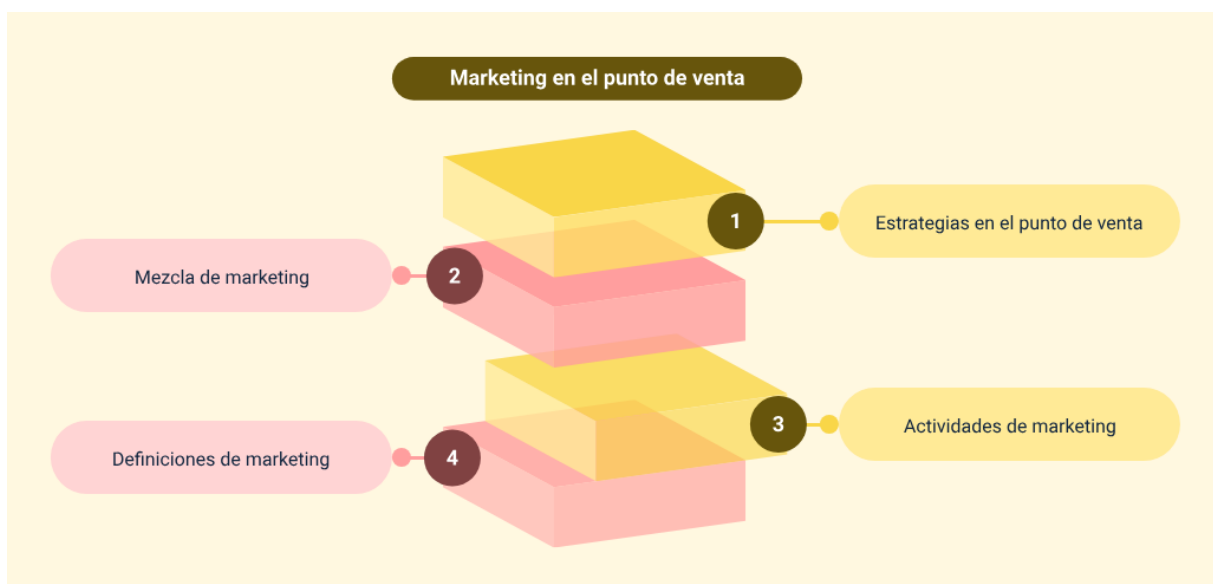 Marketing en el punto de venta
1
Estrategias en el punto de venta
Mezcla de marketing
2
3
Actividades de marketing
Definiciones de marketing
4